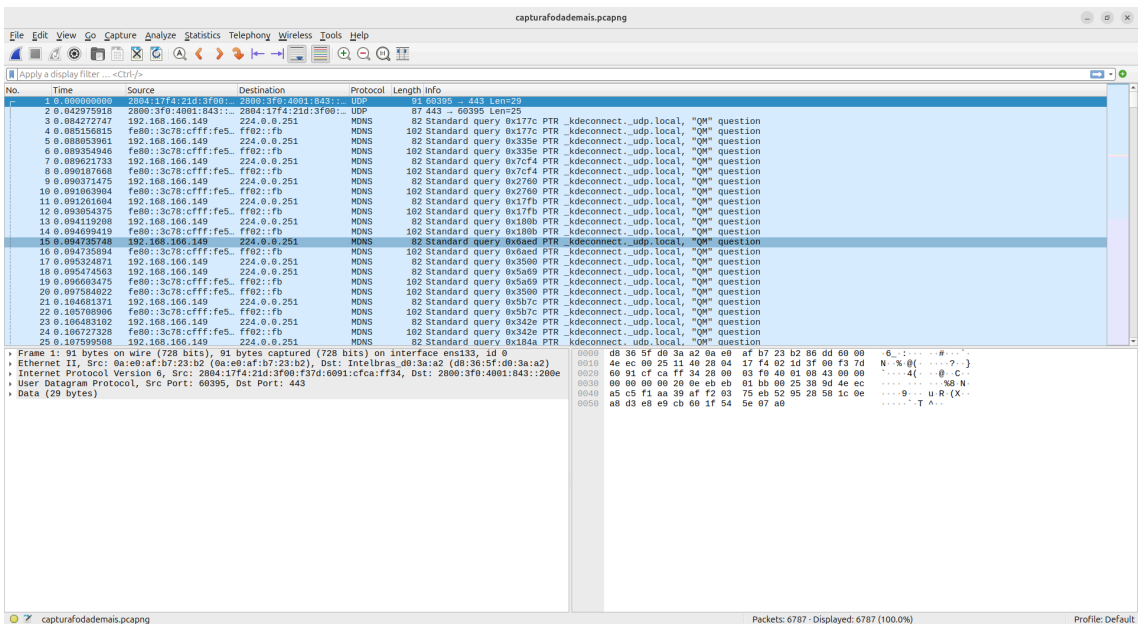 capturafodademais.pcapng
File Edit View Go Capture Analyze Statistics Telephony Wireless Tools Help
Apply a display filter ... <Ctrl-/>
No. Time Source Destination Protocol Length Info
1 0.000000000 2804:17f4:21d:3f00:… 2800:3f0:4001:843::… UDP 91 60395 → 443 Len=29
2 0.042975918 2800:3f0:4001:843::… 2804:17f4:21d:3f00:… UDP 87 443 → 60395 Len=25
3 0.084272747 192.168.166.149 224.0.0.251 MDNS 82 Standard query 0x177c PTR _kdeconnect._udp.local, "QM" question
4 0.085156815 fe80::3c78:cfff:fe5… ff02::fb MDNS 102 Standard query 0x177c PTR _kdeconnect._udp.local, "QM" question
5 0.088053961 192.168.166.149 224.0.0.251 MDNS 82 Standard query 0x335e PTR _kdeconnect._udp.local, "QM" question
6 0.089354946 fe80::3c78:cfff:fe5… ff02::fb MDNS 102 Standard query 0x335e PTR _kdeconnect._udp.local, "QM" question
7 0.089621733 192.168.166.149 224.0.0.251 MDNS 82 Standard query 0x7cf4 PTR _kdeconnect._udp.local, "QM" question
8 0.090187668 fe80::3c78:cfff:fe5… ff02::fb MDNS 102 Standard query 0x7cf4 PTR _kdeconnect._udp.local, "QM" question
9 0.090371475 192.168.166.149 224.0.0.251 MDNS 82 Standard query 0x2760 PTR _kdeconnect._udp.local, "QM" question
10 0.091063904 fe80::3c78:cfff:fe5… ff02::fb MDNS 102 Standard query 0x2760 PTR _kdeconnect._udp.local, "QM" question
11 0.091261604 192.168.166.149 224.0.0.251 MDNS 82 Standard query 0x17fb PTR _kdeconnect._udp.local, "QM" question
12 0.093054375 fe80::3c78:cfff:fe5… ff02::fb MDNS 102 Standard query 0x17fb PTR _kdeconnect._udp.local, "QM" question
13 0.094119208 192.168.166.149 224.0.0.251 MDNS 82 Standard query 0x180b PTR _kdeconnect._udp.local, "QM" question
14 0.094699419 fe80::3c78:cfff:fe5… ff02::fb MDNS 102 Standard query 0x180b PTR _kdeconnect._udp.local, "QM" question
15 0.094735748 192.168.166.149 224.0.0.251 MDNS 82 Standard query 0x6aed PTR _kdeconnect._udp.local, "QM" question
16 0.094735894 fe80::3c78:cfff:fe5… ff02::fb MDNS 102 Standard query 0x6aed PTR _kdeconnect._udp.local, "QM" question
17 0.095324871 192.168.166.149 224.0.0.251 MDNS 82 Standard query 0x3500 PTR _kdeconnect._udp.local, "QM" question
18 0.095474563 192.168.166.149 224.0.0.251 MDNS 82 Standard query 0x5a69 PTR _kdeconnect._udp.local, "QM" question
19 0.096603475 fe80::3c78:cfff:fe5… ff02::fb MDNS 102 Standard query 0x5a69 PTR _kdeconnect._udp.local, "QM" question
20 0.097584022 fe80::3c78:cfff:fe5… ff02::fb MDNS 102 Standard query 0x3500 PTR _kdeconnect._udp.local, "QM" question
21 0.104681371 192.168.166.149 224.0.0.251 MDNS 82 Standard query 0x5b7c PTR _kdeconnect._udp.local, "QM" question
22 0.105708906 fe80::3c78:cfff:fe5… ff02::fb MDNS 102 Standard query 0x5b7c PTR _kdeconnect._udp.local, "QM" question
23 0.106483102 192.168.166.149 224.0.0.251 MDNS 82 Standard query 0x342e PTR _kdeconnect._udp.local, "QM" question
24 0.106727328 fe80::3c78:cfff:fe5… ff02::fb MDNS 102 Standard query 0x342e PTR _kdeconnect._udp.local, "QM" question
25 0.107599508 192.168.166.149 224.0.0.251 MDNS 82 Standard query 0x184a PTR _kdeconnect._udp.local, "QM" question
Frame 1: 91 bytes on wire (728 bits), 91 bytes captured (728 bits) on interface ens133, id 0
Ethernet II, Src: 0a:e0:af:b7:23:b2 (0a:e0:af:b7:23:b2), Dst: Intelbras_d0:3a:a2 (d8:36:5f:d0:3a:a2)
Internet Protocol Version 6, Src: 2804:17f4:21d:3f00:f37d:6091:cfca:ff34, Dst: 2800:3f0:4001:843::200e
User Datagram Protocol, Src Port: 60395, Dst Port: 443
Data (29 bytes)
0000 d8 36 5f d0 3a a2 0a e0 af b7 23 b2 86 dd 60 00 ·6_·:··· ··#···`·
0010 4e ec 00 25 11 40 28 04 17 f4 02 1d 3f 00 f3 7d N··%·@(· ····?··}
0020 60 91 cf ca ff 34 28 00 03 f0 40 01 08 43 00 00 `····4(· ··@··C··
0030 00 00 00 00 20 0e eb eb 01 bb 00 25 38 9d 4e ec ···· ··· ···%8·N·
0040 a5 c5 f1 aa 39 af f2 03 75 eb 52 95 28 58 1c 0e ····9··· u·R·(X··
0050 a8 d3 e8 e9 cb 60 1f 54 5e 07 a0 ·····`·T ^··
capturafodademais.pcapng
Packets: 6787 · Displayed: 6787 (100.0%)
Profile: Default